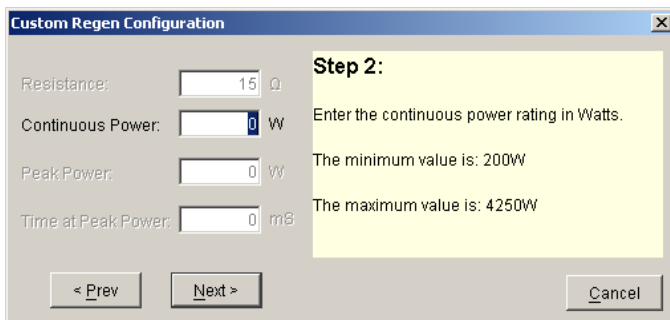 Custom Regen Configuration
Resistance: 15 Ω
Continuous Power: 0 W
Peak Power: 0 W
Time at Peak Power: 0 mS
Step 2:
Enter the continuous power rating in Watts.
The minimum value is: 200W
The maximum value is: 4250W
< Prev
Next >
Cancel